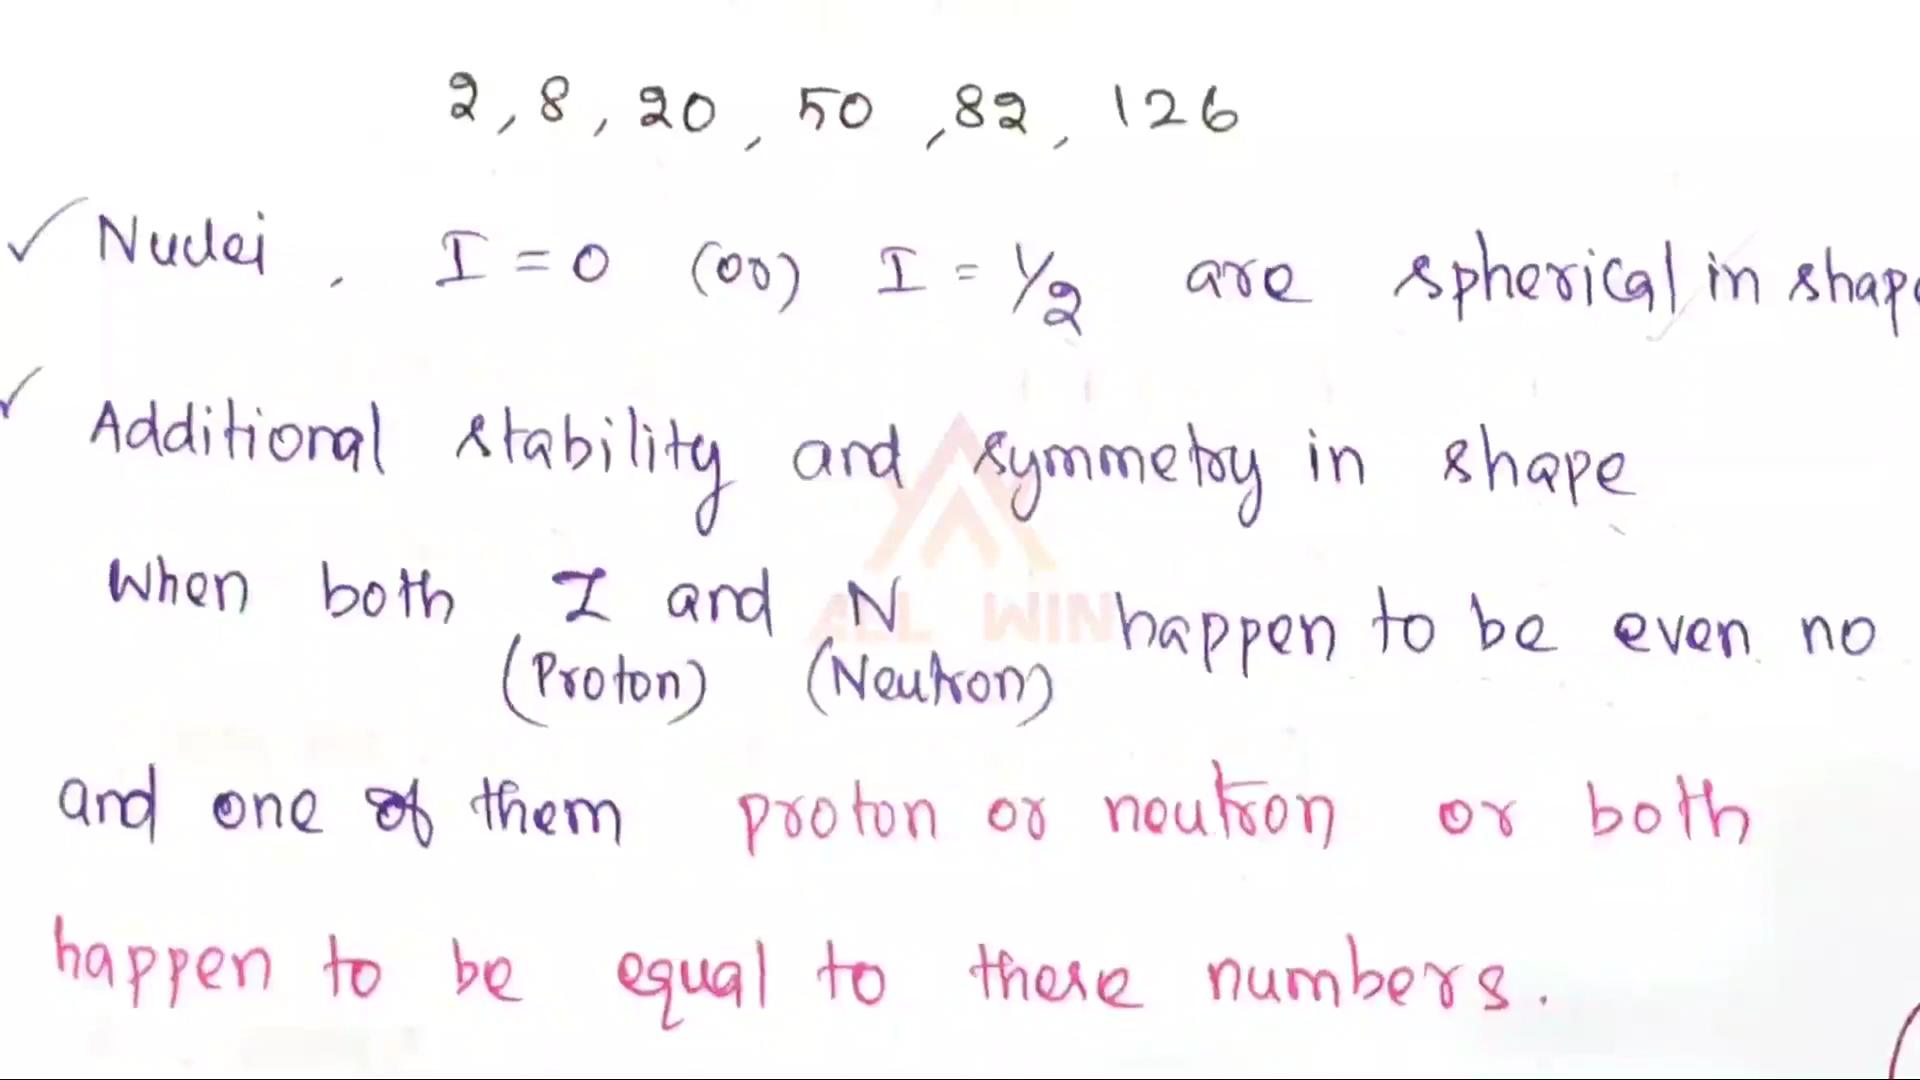 2, 8, 20, 50, 82, 126
Nuclei. I = 0 (or) I = 1/2 are spherical in shape
Additional stability and symmetry in shape
When both Z and N happen to be even no
(Proton) (Neutron)
ALL WIN
and one of them proton or neutron or both
happen to be equal to these numbers.